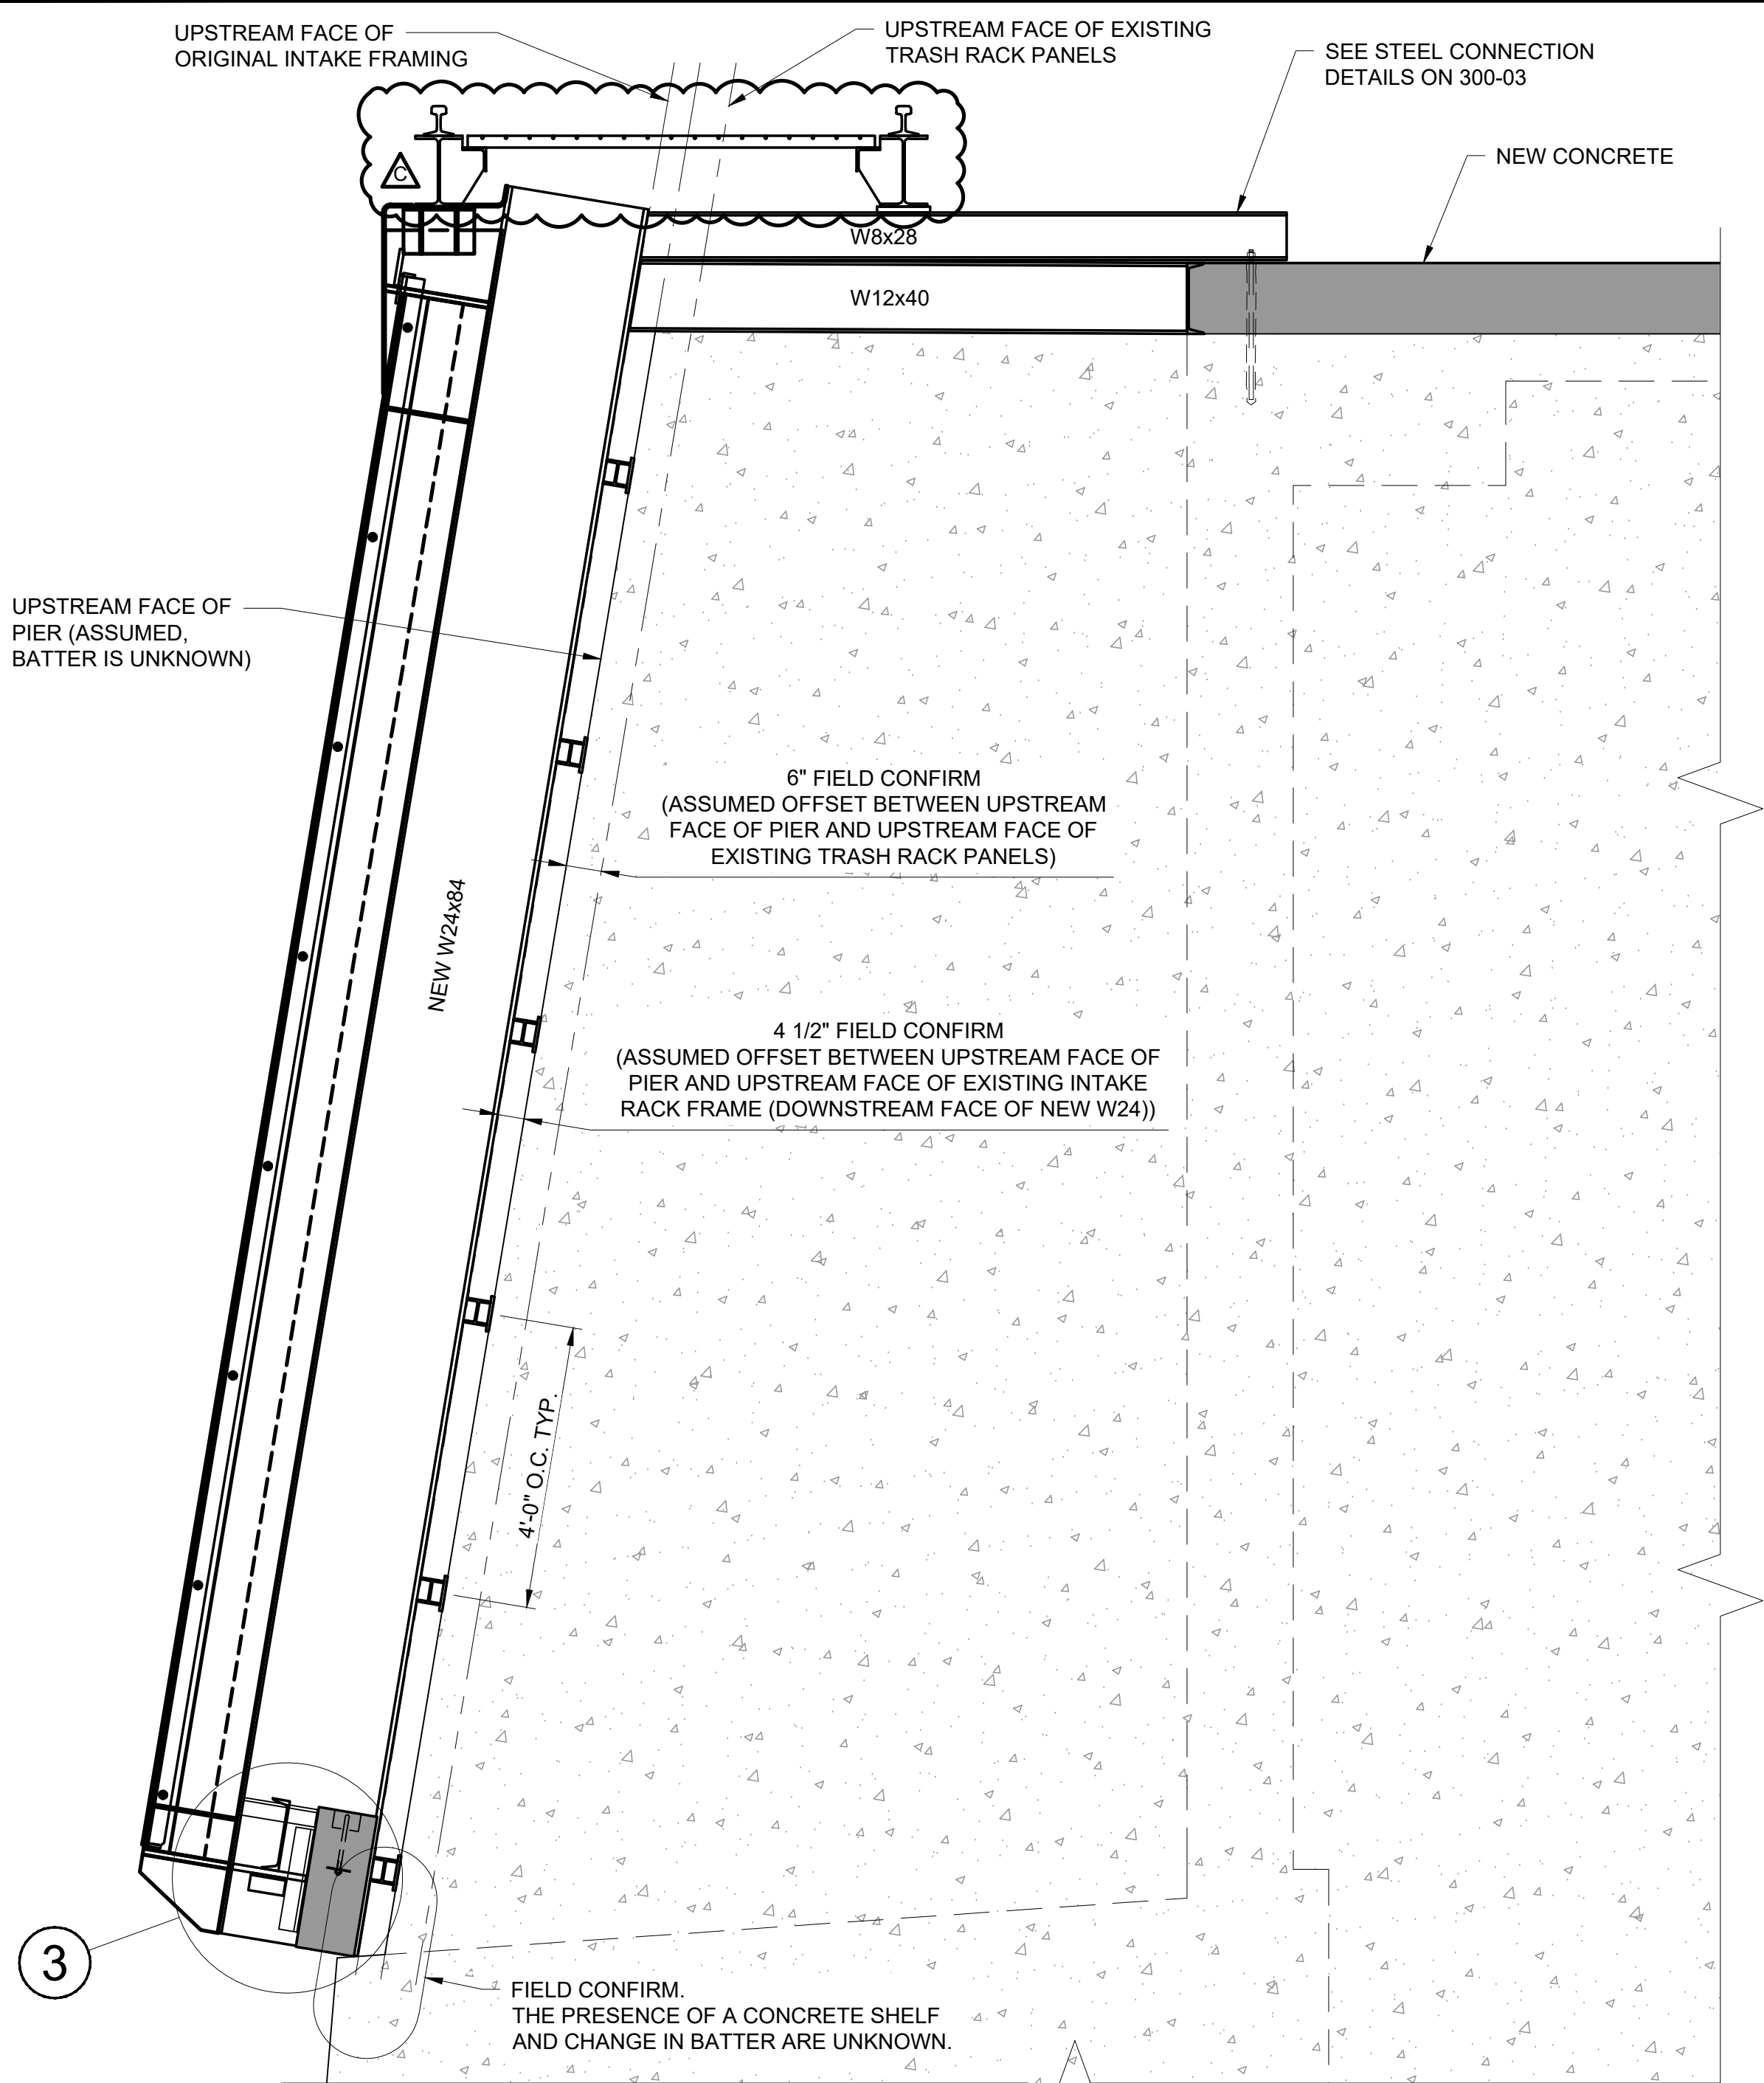 UPSTREAM FACE OF
ORIGINAL INTAKE FRAMING
UPSTREAM FACE OF EXISTING
TRASH RACK PANELS
SEE STEEL CONNECTION
DETAILS ON 300-03
NEW CONCRETE
C
W8x28
W12x40
UPSTREAM FACE OF
PIER (ASSUMED,
BATTER IS UNKNOWN)
6" FIELD CONFIRM
(ASSUMED OFFSET BETWEEN UPSTREAM
FACE OF PIER AND UPSTREAM FACE OF
EXISTING TRASH RACK PANELS)
NEW W24x84
4 1/2" FIELD CONFIRM
(ASSUMED OFFSET BETWEEN UPSTREAM FACE OF
PIER AND UPSTREAM FACE OF EXISTING INTAKE
RACK FRAME (DOWNSTREAM FACE OF NEW W24))
4'-0" O.C. TYP.
3
FIELD CONFIRM.
THE PRESENCE OF A CONCRETE SHELF
AND CHANGE IN BATTER ARE UNKNOWN.